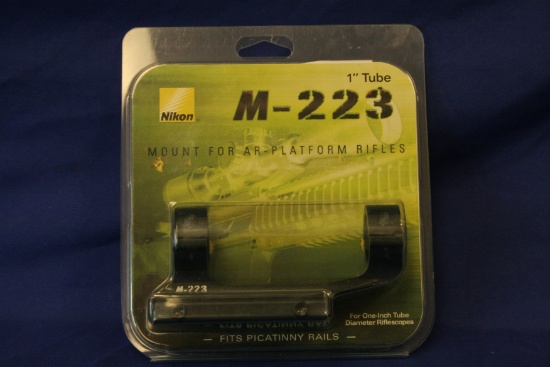 1" Tube
Nikon
M-223
MOUNT FOR AR-PLATFORM RIFLES
M-223
For One-Inch Tube
Diameter Riflescopes
FITS PICATINNY RAILS